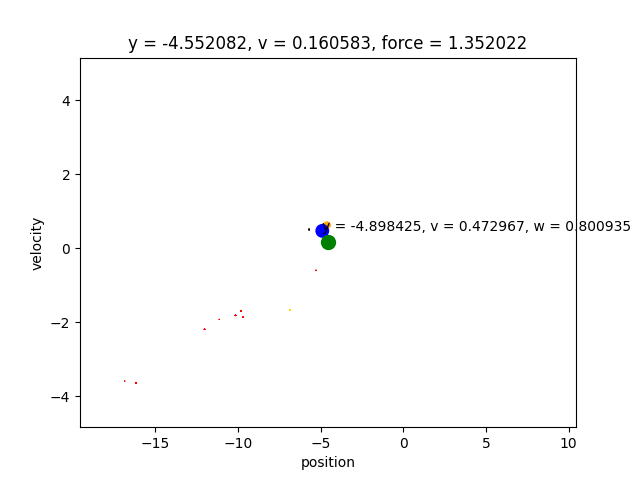 y = -4.552082, v = 0.160583, force = 1.352022
4
2
0
−2
−4
velocity
= -4.898425, v = 0.472967, w = 0.800935
−15
−10
−5
0
5
10
position